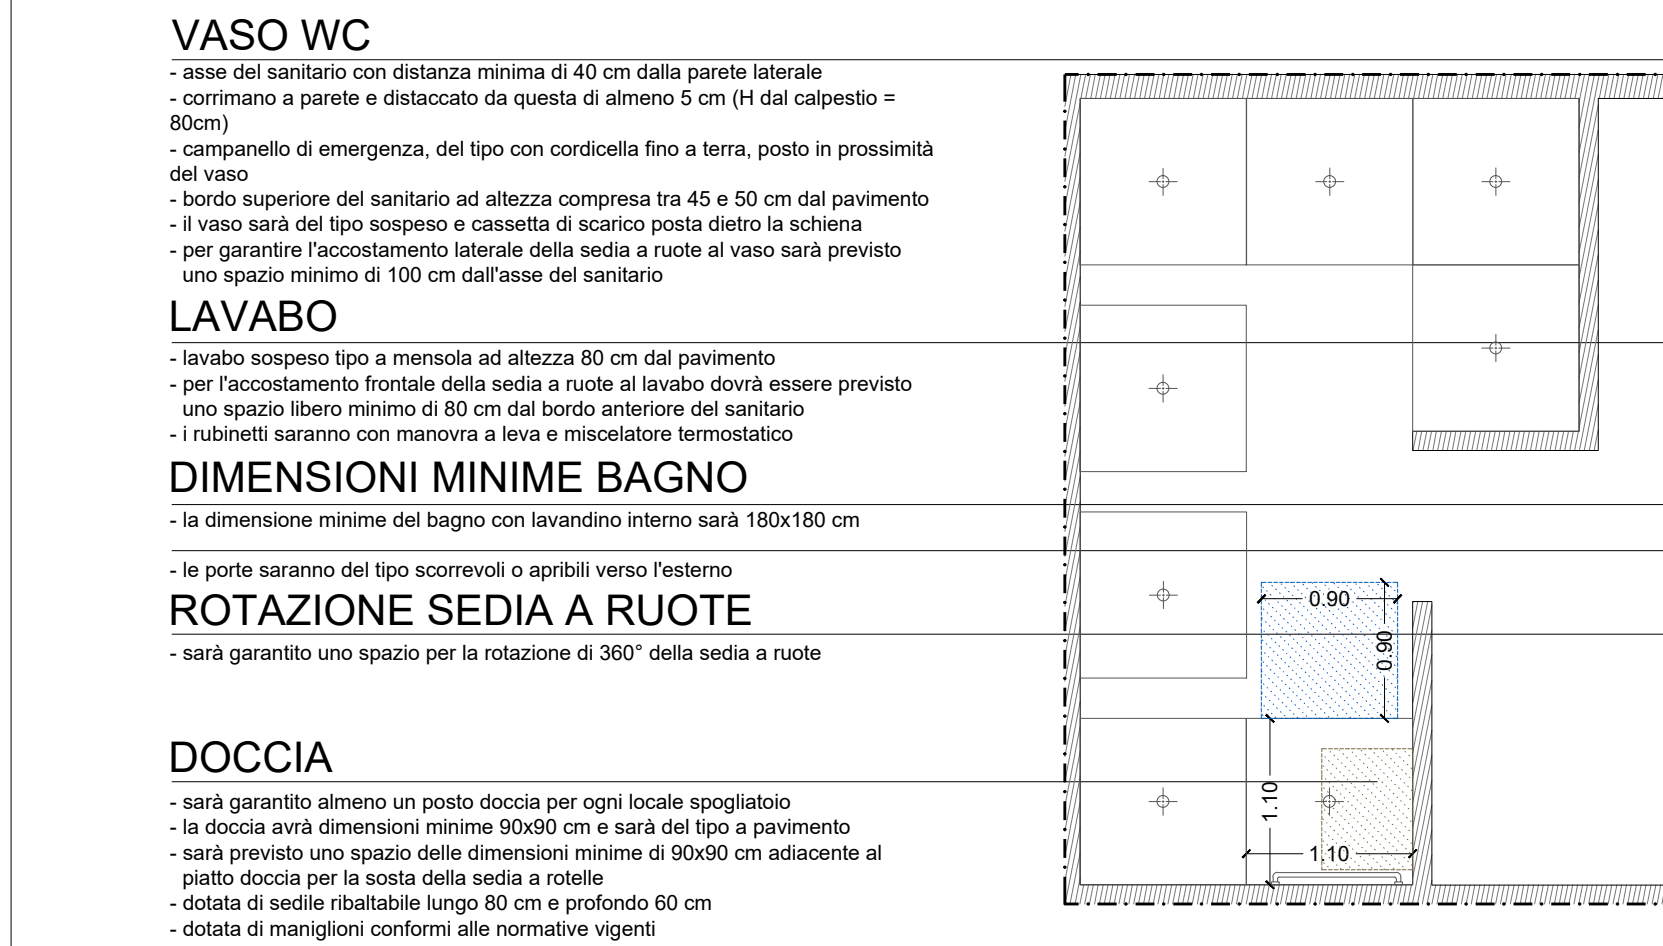 VASO WC
- asse del sanitario con distanza minima di 40 cm dalla parete laterale
- corrimano a parete e distaccato da questa di almeno 5 cm (H dal calpestio =
80cm)
- campanello di emergenza, del tipo con cordicella fino a terra, posto in prossimità
del vaso
- bordo superiore del sanitario ad altezza compresa tra 45 e 50 cm dal pavimento
- il vaso sarà del tipo sospeso e cassetta di scarico posta dietro la schiena
- per garantire l'accostamento laterale della sedia a ruote al vaso sarà previsto
uno spazio minimo di 100 cm dall'asse del sanitario
LAVABO
- lavabo sospeso tipo a mensola ad altezza 80 cm dal pavimento
- per l'accostamento frontale della sedia a ruote al lavabo dovrà essere previsto
uno spazio libero minimo di 80 cm dal bordo anteriore del sanitario
- i rubinetti saranno con manovra a leva e miscelatore termostatico
DIMENSIONI MINIME BAGNO
- la dimensione minime del bagno con lavandino interno sarà 180x180 cm
- le porte saranno del tipo scorrevoli o apribili verso l'esterno
ROTAZIONE SEDIA A RUOTE
- sarà garantito uno spazio per la rotazione di 360° della sedia a ruote
DOCCIA
- sarà garantito almeno un posto doccia per ogni locale spogliatoio
- la doccia avrà dimensioni minime 90x90 cm e sarà del tipo a pavimento
- sarà previsto uno spazio delle dimensioni minime di 90x90 cm adiacente al
piatto doccia per la sosta della sedia a rotelle
- dotata di sedile ribaltabile lungo 80 cm e profondo 60 cm
- dotata di maniglioni conformi alle normative vigenti
0.90
0.90
1.10
1.10